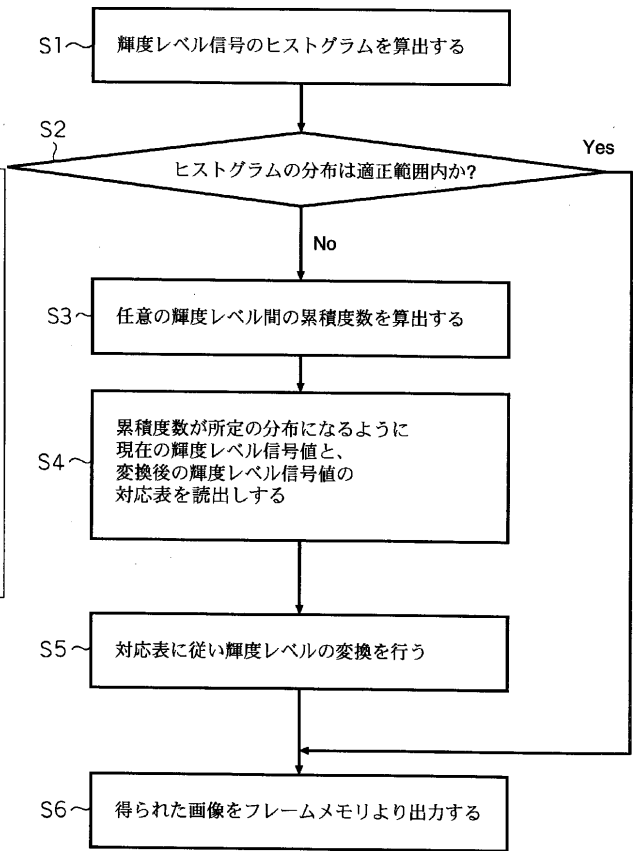 S1 輝度レベル信号のヒストグラムを算出する
S2
ヒストグラムの分布は適正範囲内か?
Yes
No
S3 任意の輝度レベル間の累積度数を算出する
累積度数が所定の分布になるように
現在の輝度レベル信号値と、
S4
変換後の輝度レベル信号値の
対応表を読出しする
S5 対応表に従い輝度レベルの変換を行う
S6 得られた画像をフレームメモリより出力する